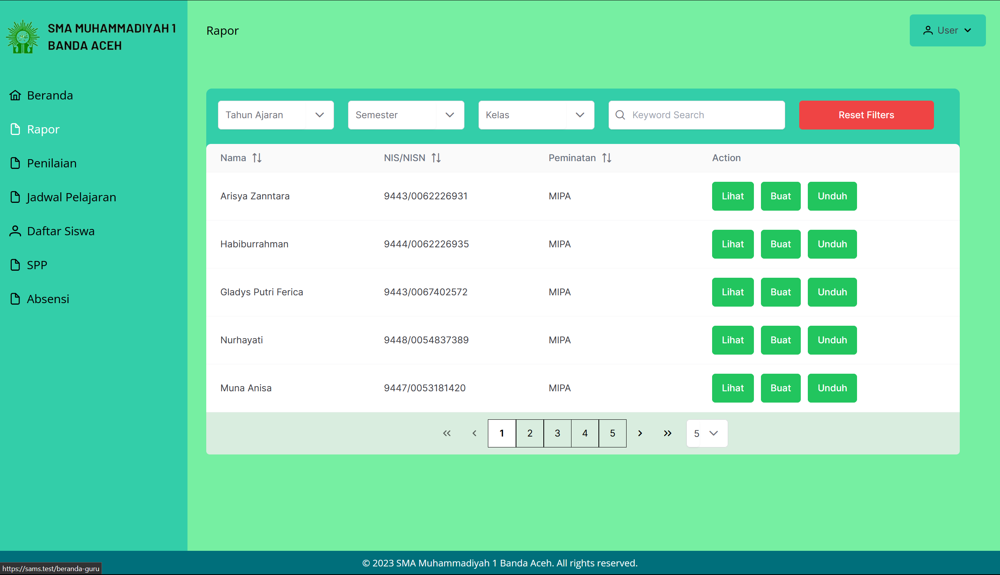 SMA MUHAMMADIYAH 1
BANDA ACEH
Rapor
User
Beranda
Rapor
Penilaian
Jadwal Pelajaran
Daftar Siswa
SPP
Absensi
Tahun Ajaran Semester Kelas Keyword Search Reset Filters
Nama NIS/NISN Peminatan Action
Arisya Zanntara 9443/0062226931 MIPA Lihat Buat Unduh
Habiburrahman 9444/0062226935 MIPA Lihat Buat Unduh
Gladys Putri Ferica 9443/0067402572 MIPA Lihat Buat Unduh
Nurhayati 9448/0054837389 MIPA Lihat Buat Unduh
Muna Anisa 9447/0053181420 MIPA Lihat Buat Unduh
« ‹ 1 2 3 4 5 › » 5
© 2023 SMA Muhammadiyah 1 Banda Aceh. All rights reserved.
https://sams.test/beranda-guru